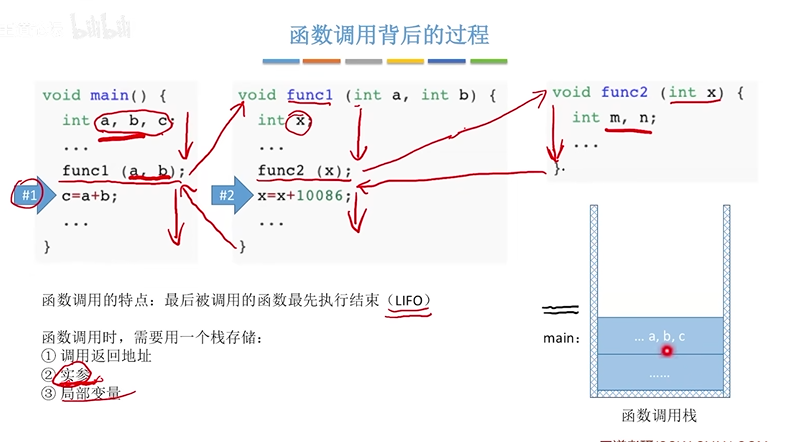 bilibili
函数调用背后的过程
void main() {
int a, b, c;
...
func1 (a, b);
#1
c=a+b;
...
}
void func1 (int a, int b) {
int x;
...
func2 (x);
#2
x=x+10086;
...
}
void func2 (int x) {
int m, n;
...
}
函数调用的特点：最后被调用的函数最先执行结束（LIFO）
函数调用时，需要用一个栈存储：
① 调用返回地址
② 实参
③ 局部变量
main：
... a, b, c
......
函数调用栈